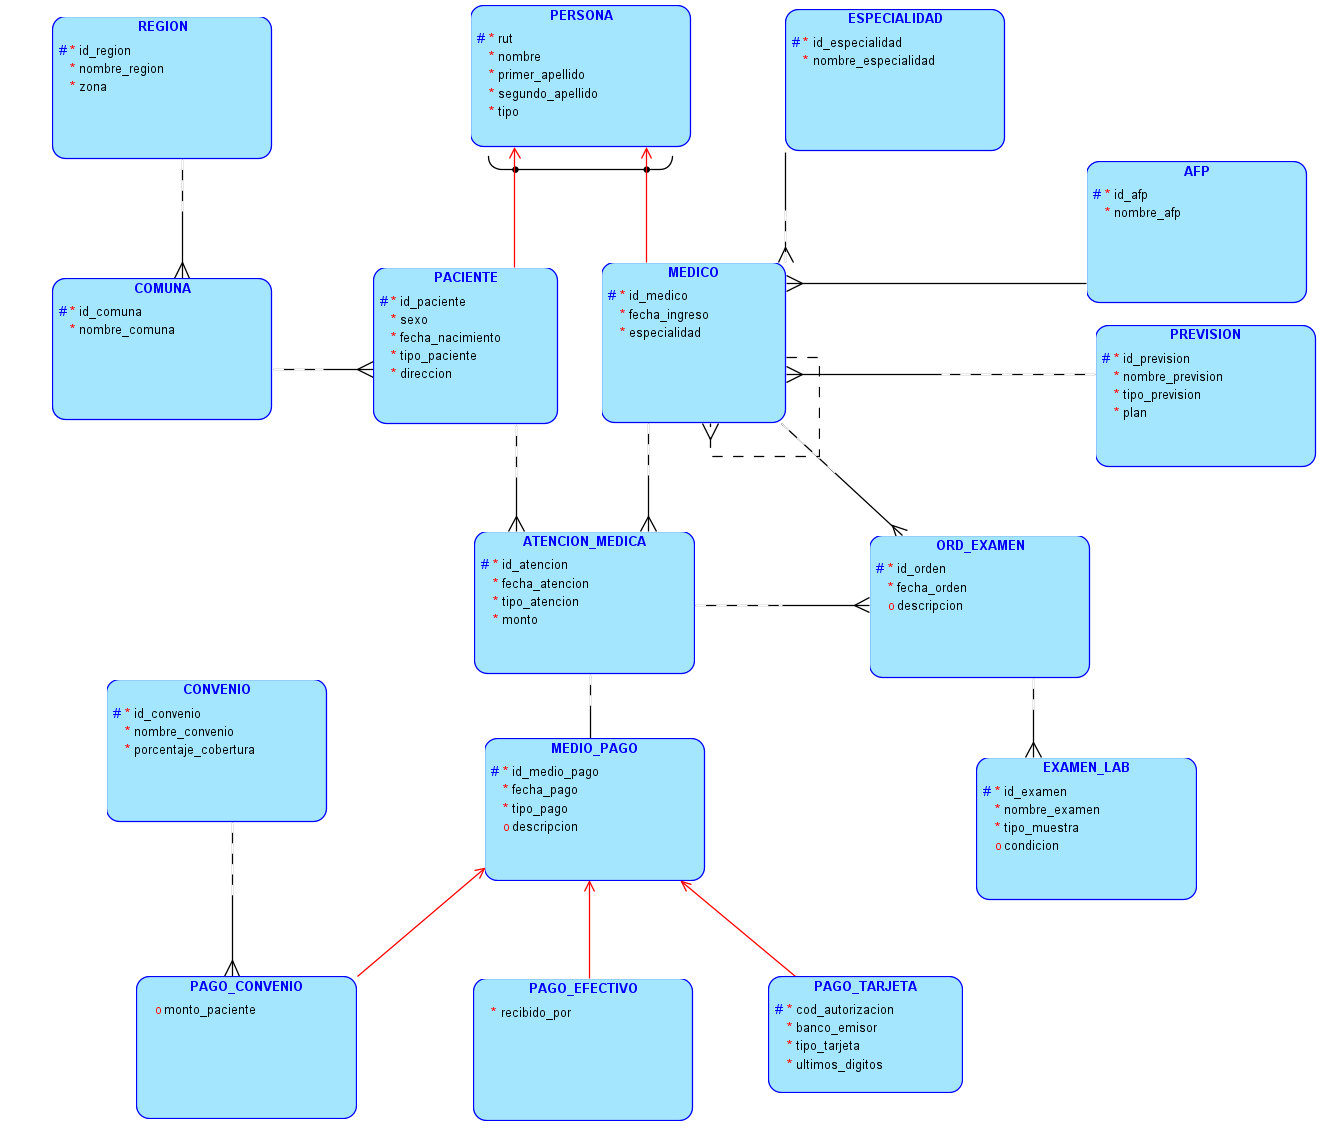 REGION
# * id_region
* nombre_region
* zona
PERSONA
# * rut
* nombre
* primer_apellido
* segundo_apellido
* tipo
ESPECIALIDAD
# * id_especialidad
* nombre_especialidad
AFP
# * id_afp
* nombre_afp
COMUNA
# * id_comuna
* nombre_comuna
PACIENTE
# * id_paciente
* sexo
* fecha_nacimiento
* tipo_paciente
* direccion
MEDICO
# * id_medico
* fecha_ingreso
* especialidad
PREVISION
# * id_prevision
* nombre_prevision
* tipo_prevision
* plan
ATENCION_MEDICA
# * id_atencion
* fecha_atencion
* tipo_atencion
* monto
ORD_EXAMEN
# * id_orden
* fecha_orden
o descripcion
CONVENIO
# * id_convenio
* nombre_convenio
* porcentaje_cobertura
MEDIO_PAGO
# * id_medio_pago
* fecha_pago
* tipo_pago
o descripcion
EXAMEN_LAB
# * id_examen
* nombre_examen
* tipo_muestra
o condicion
PAGO_CONVENIO
o monto_paciente
PAGO_EFECTIVO
* recibido_por
PAGO_TARJETA
# * cod_autorizacion
* banco_emisor
* tipo_tarjeta
* ultimos_digitos